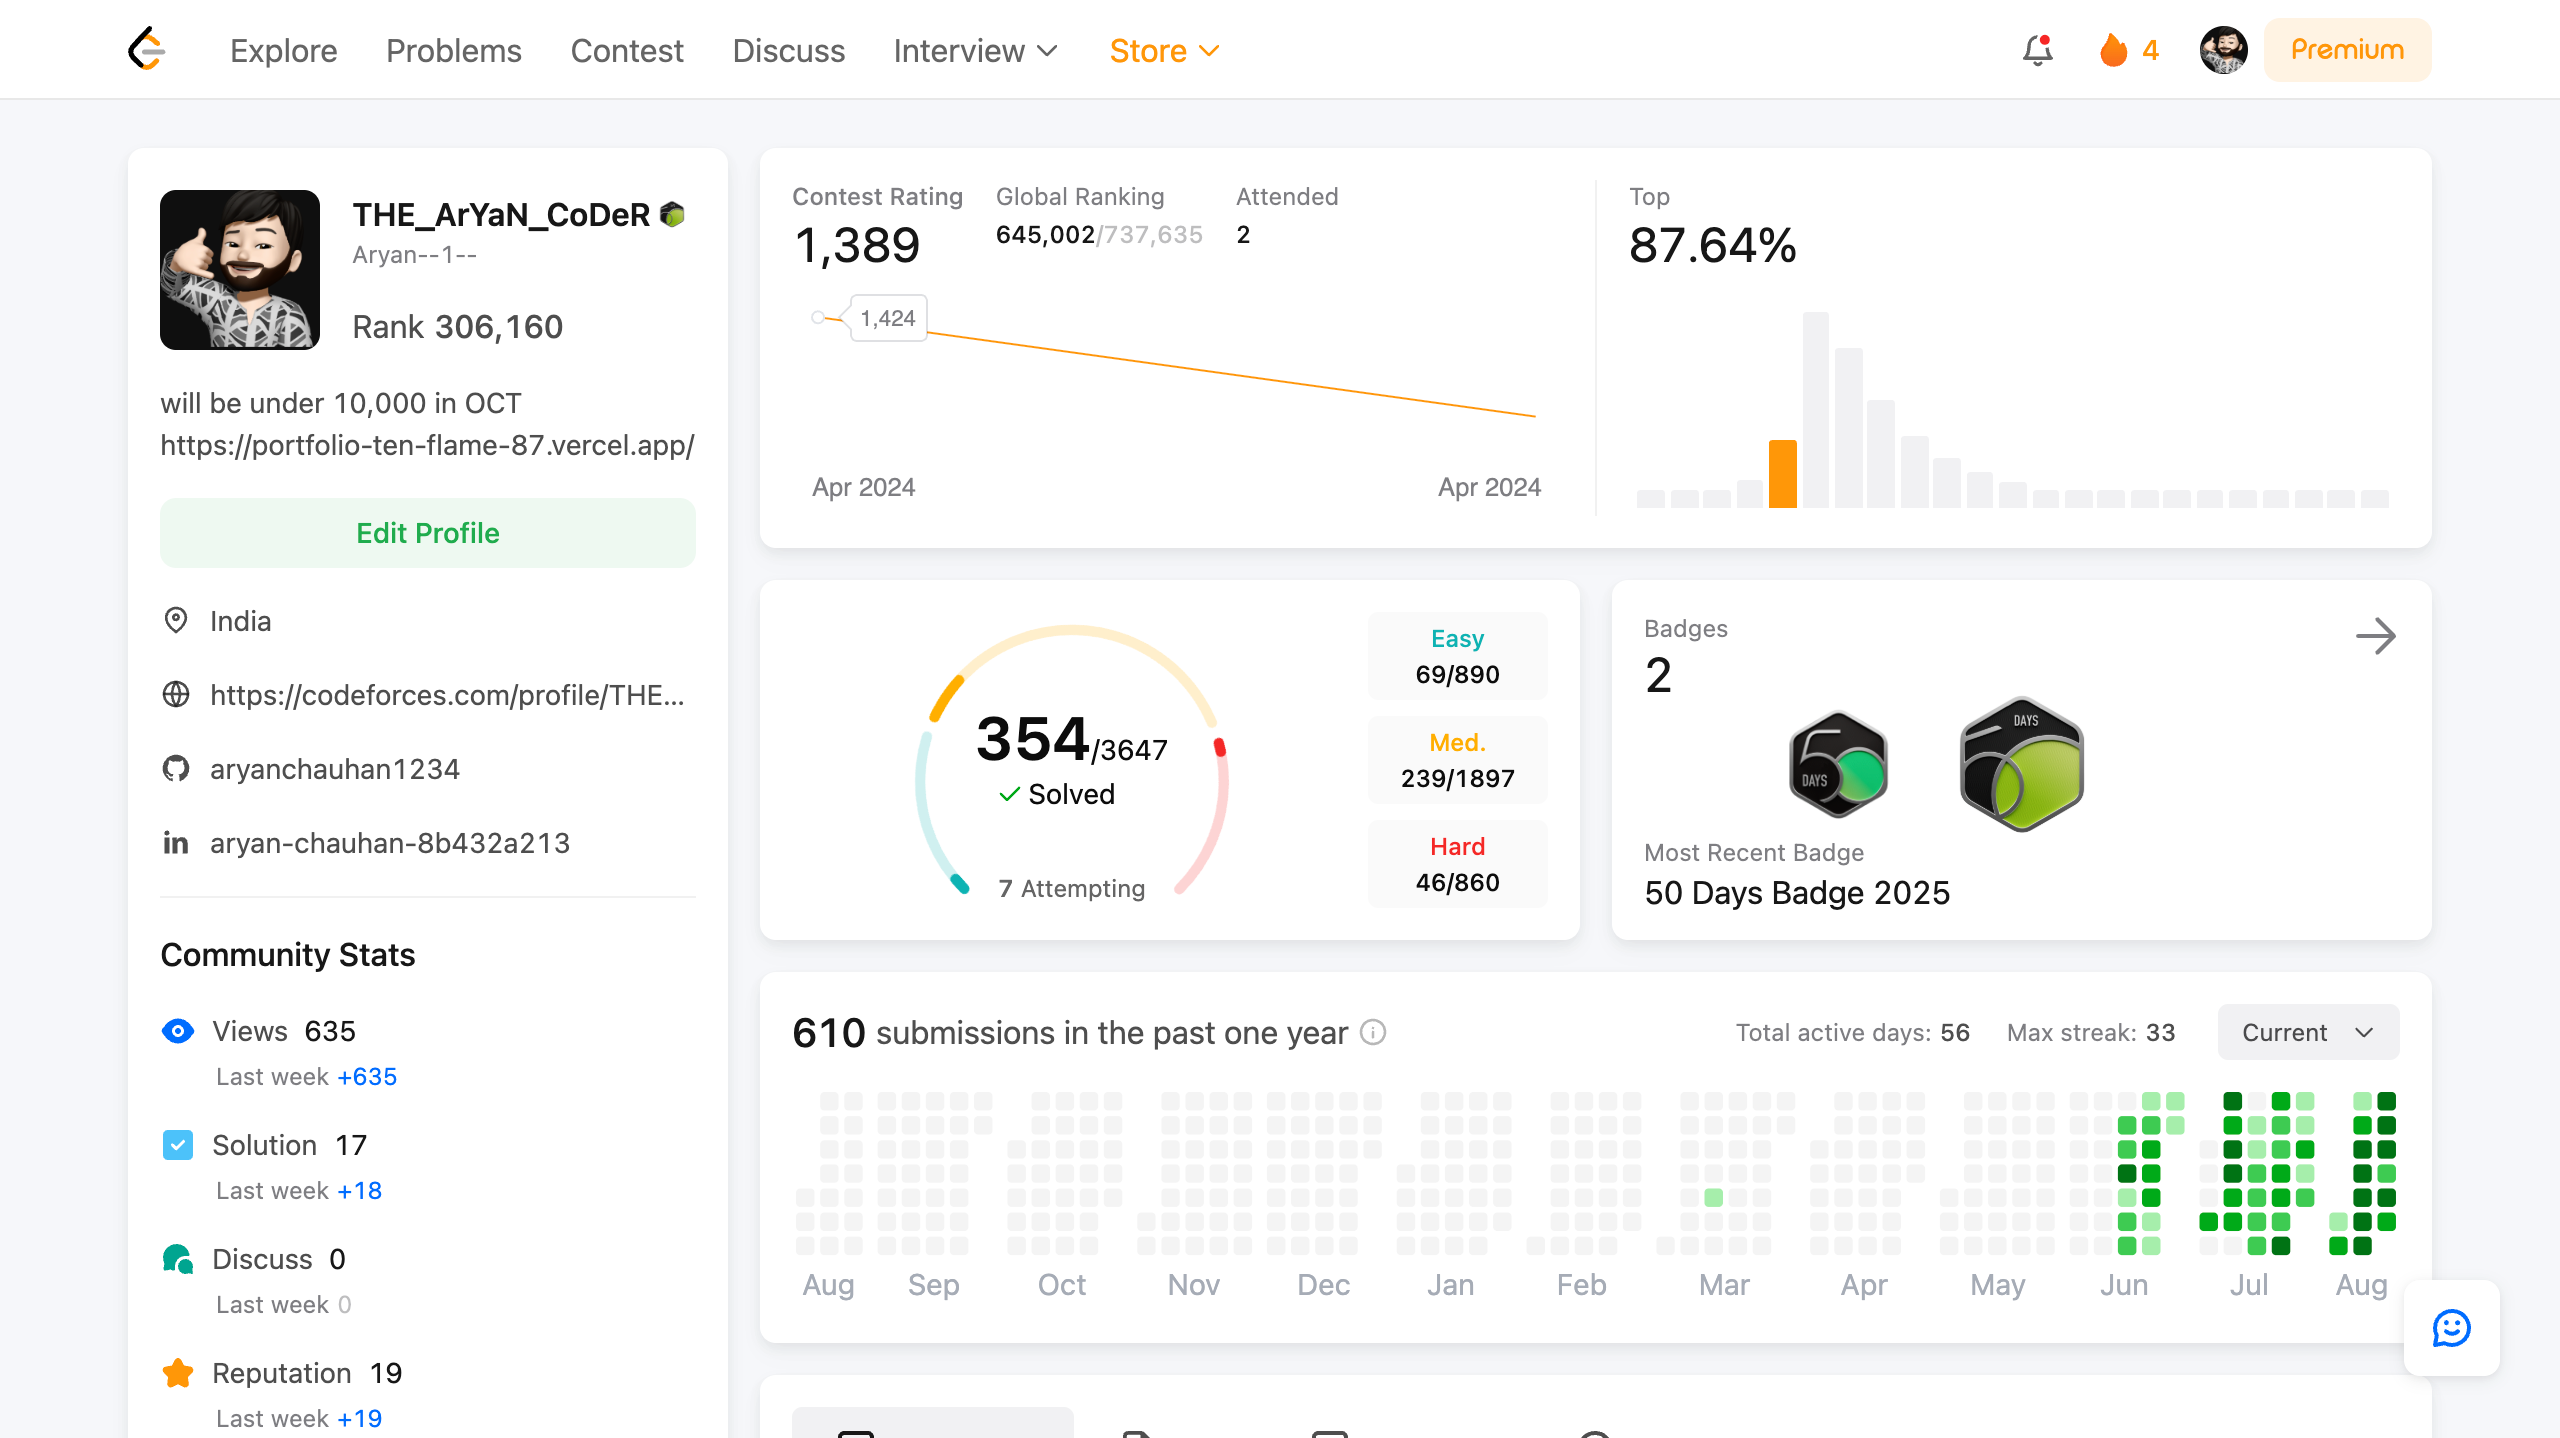 Explore Problems Contest Discuss Interview Store 4 Premium
THE_ArYaN_CoDeR
Aryan--1--
Rank 306,160
will be under 10,000 in OCT
https://portfolio-ten-flame-87.vercel.app/
Edit Profile
India
https://codeforces.com/profile/THE...
aryanchauhan1234
in aryan-chauhan-8b432a213
Community Stats
Views 635
Last week +635
Solution 17
Last week +18
Discuss 0
Last week 0
Reputation 19
Last week +19
Contest Rating Global Ranking Attended
1,389 645,002/737,635 2
1,424
Apr 2024 Apr 2024
Top
87.64%
354/3647
Solved
7 Attempting
Easy
69/890
Med.
239/1897
Hard
46/860
Badges
2
50 DAYS
DAYS
Most Recent Badge
50 Days Badge 2025
610 submissions in the past one year Total active days: 56 Max streak: 33 Current
Aug Sep Oct Nov Dec Jan Feb Mar Apr May Jun Jul Aug